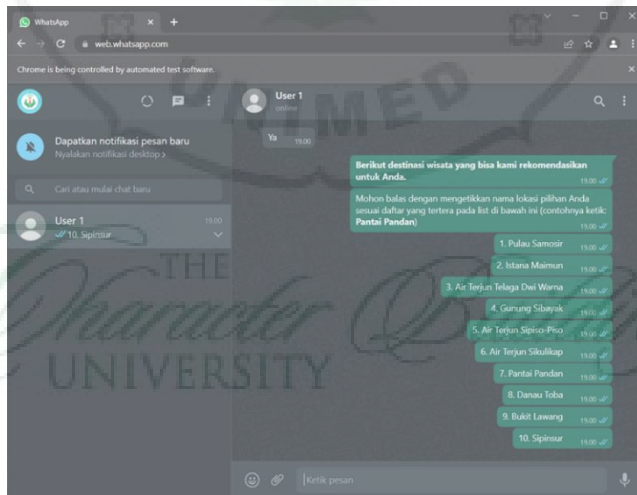 WhatsApp
web.whatsapp.com
Chrome is being controlled by automated test software.
User 1
online
Dapatkan notifikasi pesan baru
Nyalakan notifikasi desktop >
Cari atau mulai chat baru
User 1 19.00
10. Sipinsur
Ya 19.00
Berikut destinasi wisata yang bisa kami rekomendasikan
untuk Anda. 19.00
Mohon balas dengan mengetikkan nama lokasi pilihan Anda
sesuai daftar yang tertera pada list di bawah ini (contohnya ketik:
Pantai Pandan) 19.00
1. Pulau Samosir 19.00
2. Istana Maimun 19.00
3. Air Terjun Telaga Dwi Warna 19.00
4. Gunung Sibayak 19.00
5. Air Terjun Sipiso-Piso 19.00
6. Air Terjun Sikulikap 19.00
7. Pantai Pandan 19.00
8. Danau Toba 19.00
9. Bukit Lawang 19.00
10. Sipinsur 19.00
Ketik pesan
UNIMED
THE
Character Building
UNIVERSITY